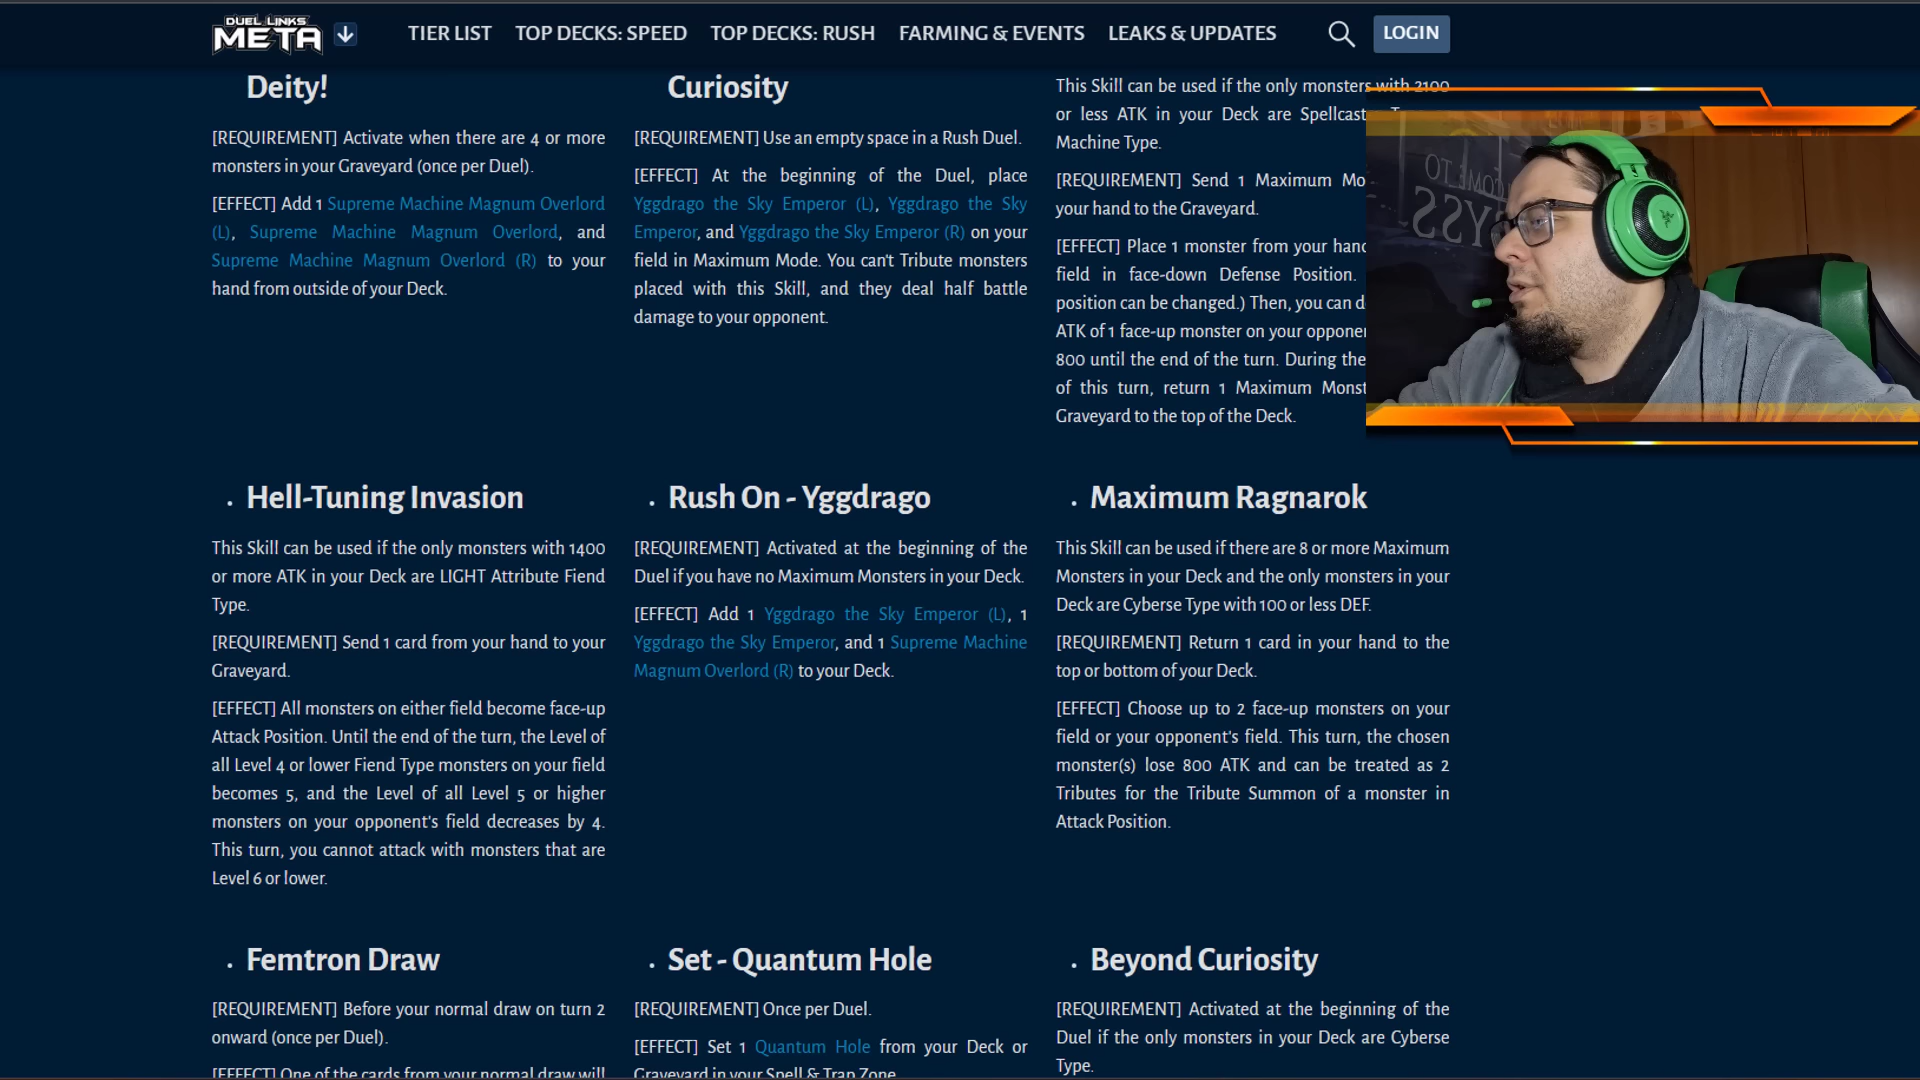 DUEL LINKS
META
TIER LIST TOP DECKS: SPEED TOP DECKS: RUSH FARMING & EVENTS LEAKS & UPDATES LOGIN
Deity!
[REQUIREMENT] Activate when there are 4 or more
monsters in your Graveyard (once per Duel).
[EFFECT] Add 1 Supreme Machine Magnum Overlord
(L), Supreme Machine Magnum Overlord, and
Supreme Machine Magnum Overlord (R) to your
hand from outside of your Deck.
Curiosity
[REQUIREMENT] Use an empty space in a Rush Duel.
[EFFECT] At the beginning of the Duel, place
Yggdrago the Sky Emperor (L), Yggdrago the Sky
Emperor, and Yggdrago the Sky Emperor (R) on your
field in Maximum Mode. You can't Tribute monsters
placed with this Skill, and they deal half battle
damage to your opponent.
This Skill can be used if the only monsters with 2100
or less ATK in your Deck are
Machine Type.
[REQUIREMENT] Send 1 Maximum
your hand to the Graveyard.
[EFFECT] Place 1 monster from your
field in face-down Defense Position.
position can be changed.) Then, you can
ATK of 1 face-up monster on your
800 until the end of the turn. During the
of this turn, return 1 Maximum
Graveyard to the top of the Deck.
TO
• Hell-Tuning Invasion
This Skill can be used if the only monsters with 1400
or more ATK in your Deck are LIGHT Attribute Fiend
Type.
[REQUIREMENT] Send 1 card from your hand to your
Graveyard.
[EFFECT] All monsters on either field become face-up
Attack Position. Until the end of the turn, the Level of
all Level 4 or lower Fiend Type monsters on your field
becomes 5, and the Level of all Level 5 or higher
monsters on your opponent's field decreases by 4.
This turn, you cannot attack with monsters that are
Level 6 or lower.
• Rush On - Yggdrago
[REQUIREMENT] Activated at the beginning of the
Duel if you have no Maximum Monsters in your Deck.
[EFFECT] Add 1 Yggdrago the Sky Emperor (L), 1
Yggdrago the Sky Emperor, and 1 Supreme Machine
Magnum Overlord (R) to your Deck.
• Maximum Ragnarok
This Skill can be used if there are 8 or more Maximum
Monsters in your Deck and the only monsters in your
Deck are Cyberse Type with 100 or less DEF.
[REQUIREMENT] Return 1 card in your hand to the
top or bottom of your Deck.
[EFFECT] Choose up to 2 face-up monsters on your
field or your opponent's field. This turn, the chosen
monster(s) lose 800 ATK and can be treated as 2
Tributes for the Tribute Summon of a monster in
Attack Position.
• Femtron Draw
[REQUIREMENT] Before your normal draw on turn 2
onward (once per Duel).
[EFFECT] One of the cards from your normal draw will
• Set - Quantum Hole
[REQUIREMENT] Once per Duel.
[EFFECT] Set 1 Quantum Hole from your Deck or
Graveyard in your Spell & Trap Zone
• Beyond Curiosity
[REQUIREMENT] Activated at the beginning of the
Duel if the only monsters in your Deck are Cyberse
Type.